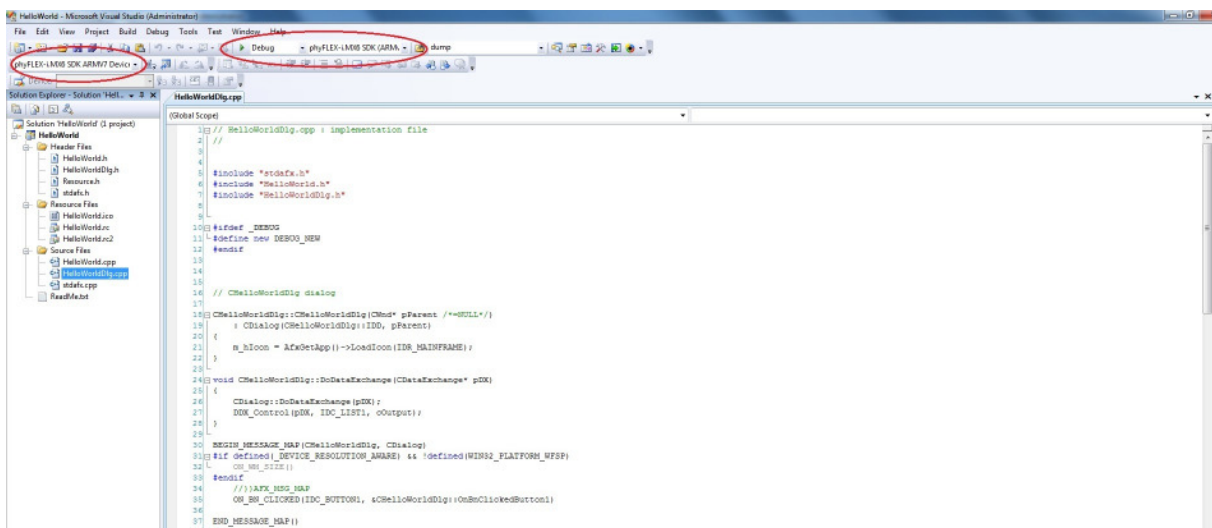 HelloWorld - Microsoft Visual Studio (Administrator)
File Edit View Project Build Debug Tools Test Window Help
Debug phyFLEX-i.MX6 SDK (ARM dump
phyFLEX-i.MX6 SDK ARMV7 Device
Device
Solution Explorer - Solution 'Hell...
HelloWorldDlg.cpp
(Global Scope)
Solution 'HelloWorld' (1 project)
HelloWorld
Header Files
HelloWorld.h
HelloWorldDlg.h
Resource.h
stdafx.h
Resource Files
HelloWorld.ico
HelloWorld.rc
HelloWorld.rc2
Source Files
HelloWorld.cpp
HelloWorldDlg.cpp
stdafx.cpp
ReadMe.txt
1 // HelloWorldDlg.cpp : implementation file
2 //
3
4
5 #include "stdafx.h"
6 #include "HelloWorld.h"
7 #include "HelloWorldDlg.h"
8
9
10 #ifdef _DEBUG
11 #define new DEBUG_NEW
12 #endif
13
14
15
16 // CHelloWorldDlg dialog
17
18 CHelloWorldDlg::CHelloWorldDlg(CWnd* pParent /*=NULL*/)
19 : CDialog(CHelloWorldDlg::IDD, pParent)
20 {
21 m_hIcon = AfxGetApp()->LoadIcon(IDR_MAINFRAME);
22 }
23
24 void CHelloWorldDlg::DoDataExchange(CDataExchange* pDX)
25 {
26 CDialog::DoDataExchange(pDX);
27 DDX_Control(pDX, IDC_LIST1, cOutput);
28 }
29
30 BEGIN_MESSAGE_MAP(CHelloWorldDlg, CDialog)
31 #if defined(_DEVICE_RESOLUTION_AWARE) && !defined(WIN32_PLATFORM_WFSP)
32 ON_WM_SIZE()
33 #endif
34 //}}AFX_MSG_MAP
35 ON_BN_CLICKED(IDC_BUTTON1, &CHelloWorldDlg::OnBnClickedButton1)
36
37 END_MESSAGE_MAP()